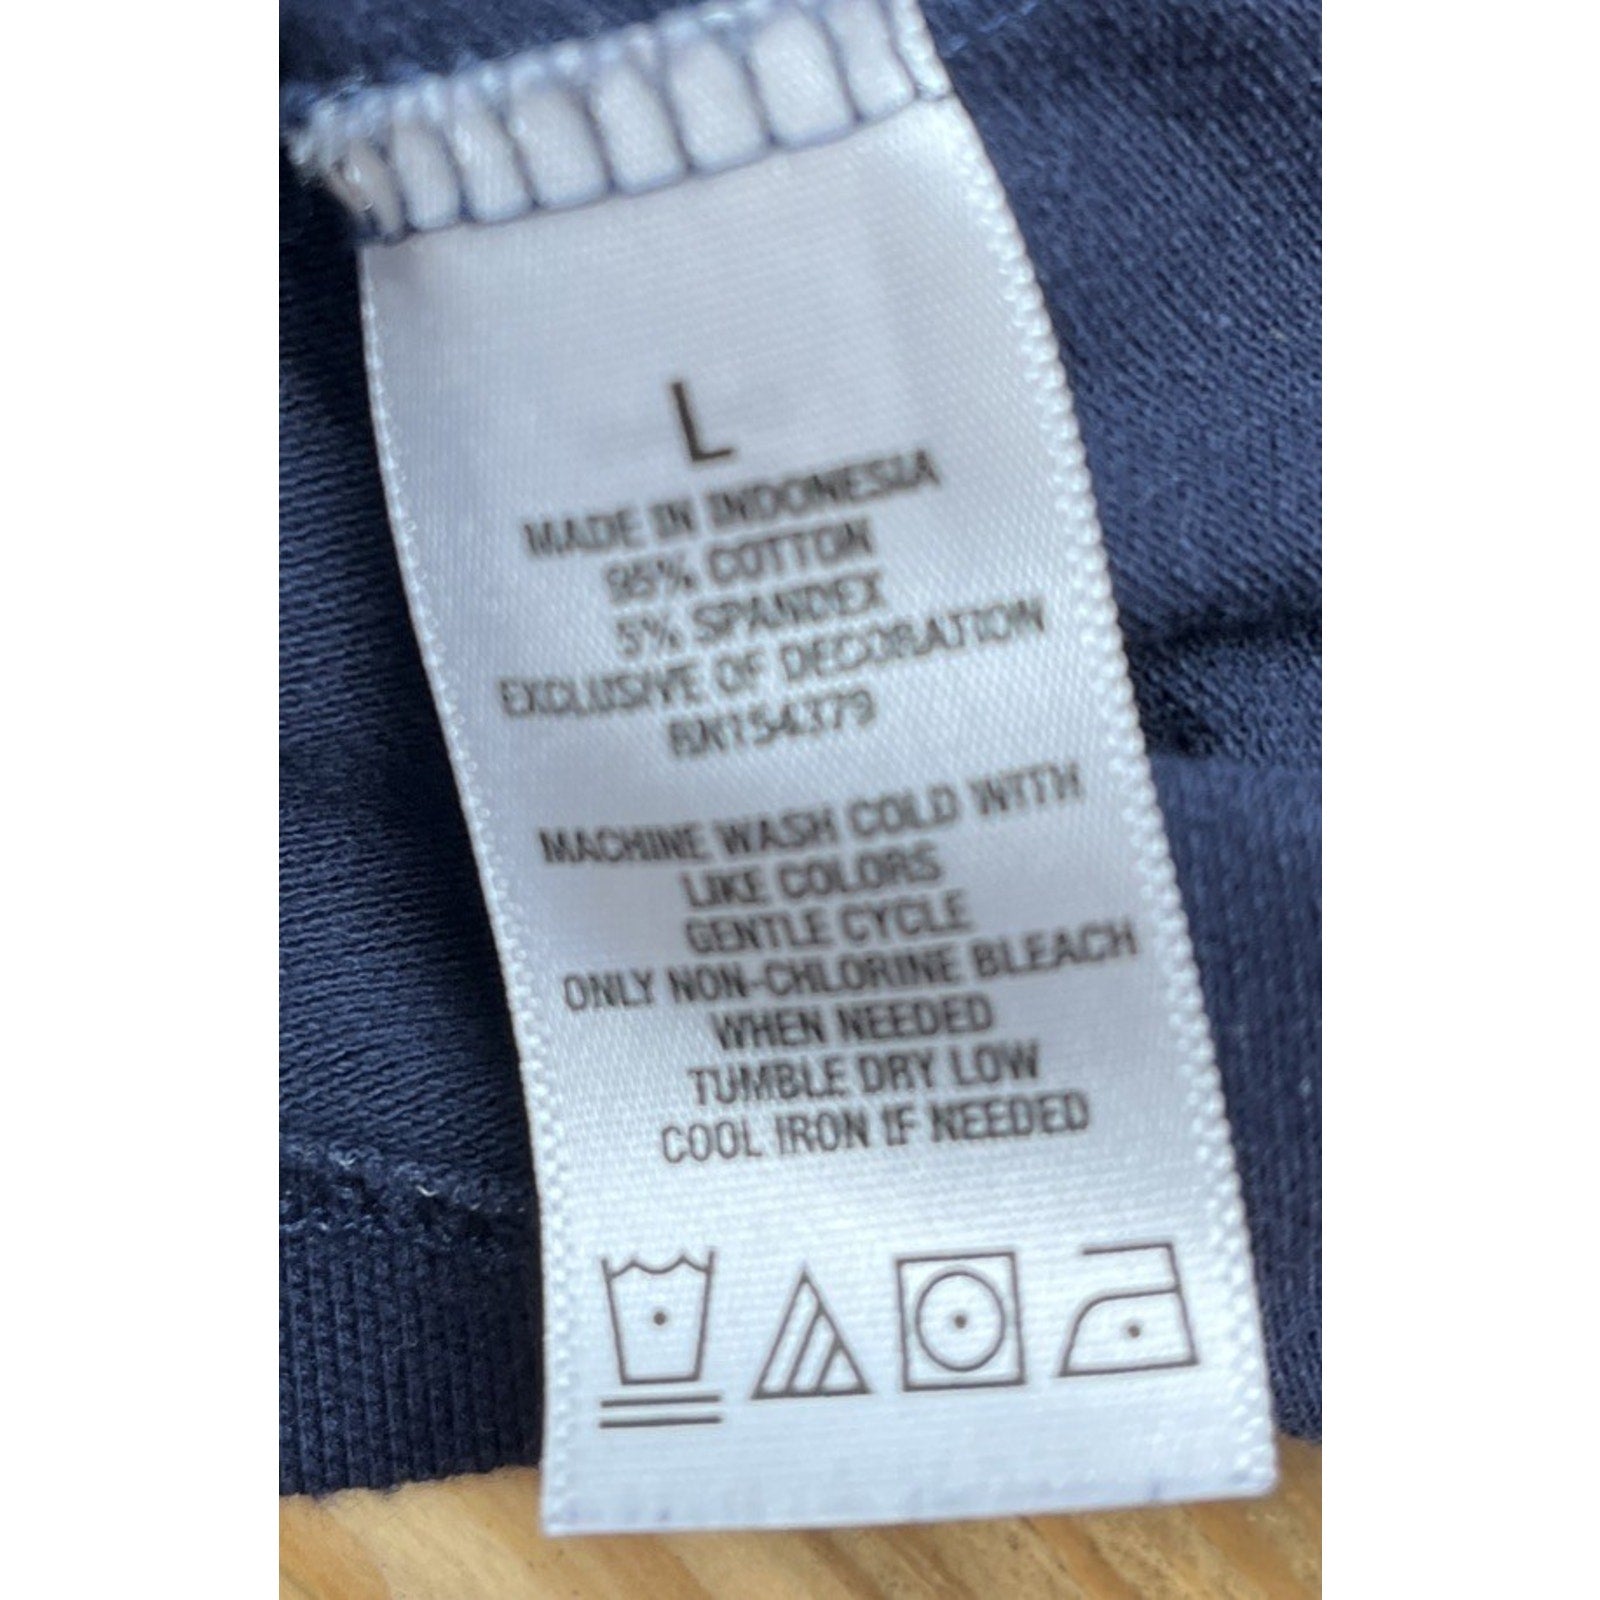 L
MADE IN INDONESIA
95% COTTON
5% SPANDEX
EXCLUSIVE OF DECORATION
RN154379
MACHINE WASH COLD WITH
LIKE COLORS
GENTLE CYCLE
ONLY NON-CHLORINE BLEACH
WHEN NEEDED
TUMBLE DRY LOW
COOL IRON IF NEEDED